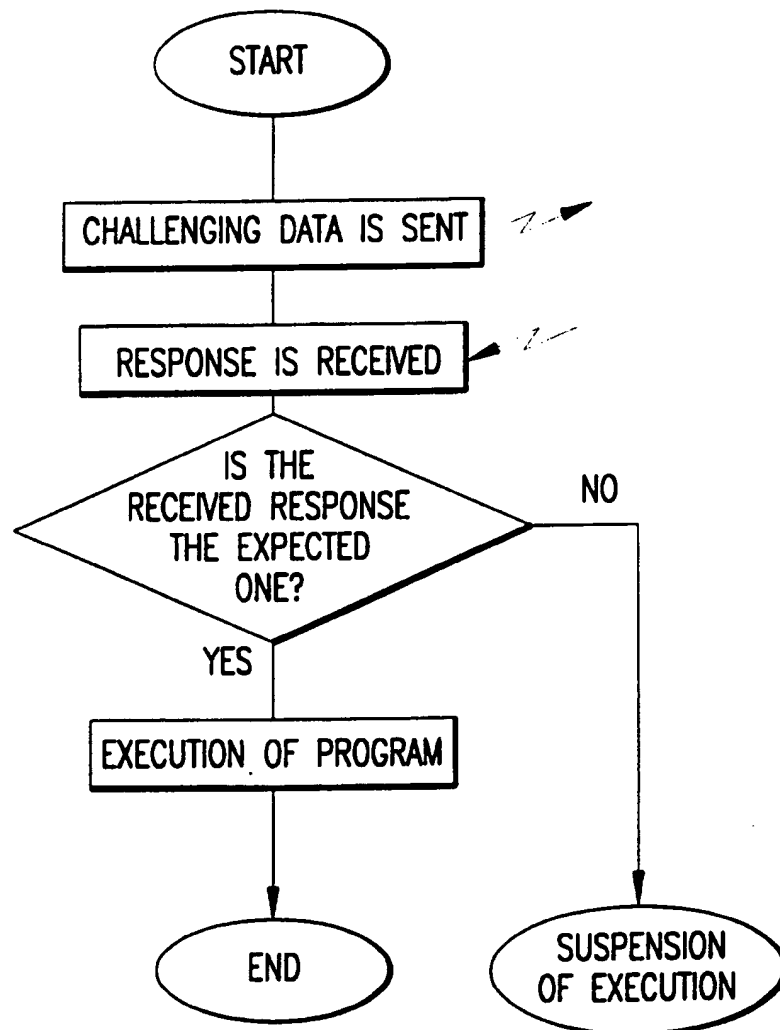 START
CHALLENGING DATA IS SENT
RESPONSE IS RECEIVED
IS THE
RECEIVED RESPONSE
THE EXPECTED
ONE?
NO
YES
EXECUTION OF PROGRAM
END
SUSPENSION
OF EXECUTION